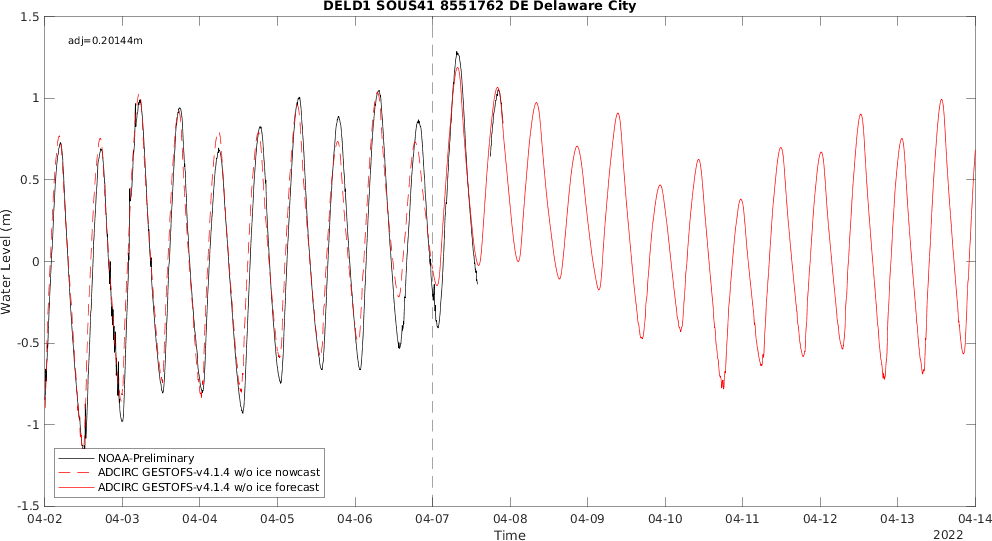 DELD1 SOUS41 8551762 DE Delaware City
adj=0.20144m
1.5
1
0.5
0
-0.5
-1
-1.5
Water Level (m)
NOAA-Preliminary
ADCIRC GESTOFS-v4.1.4 w/o ice nowcast
ADCIRC GESTOFS-v4.1.4 w/o ice forecast
04-02 04-03 04-04 04-05 04-06 04-07 04-08 04-09 04-10 04-11 04-12 04-13 04-14
Time
2022